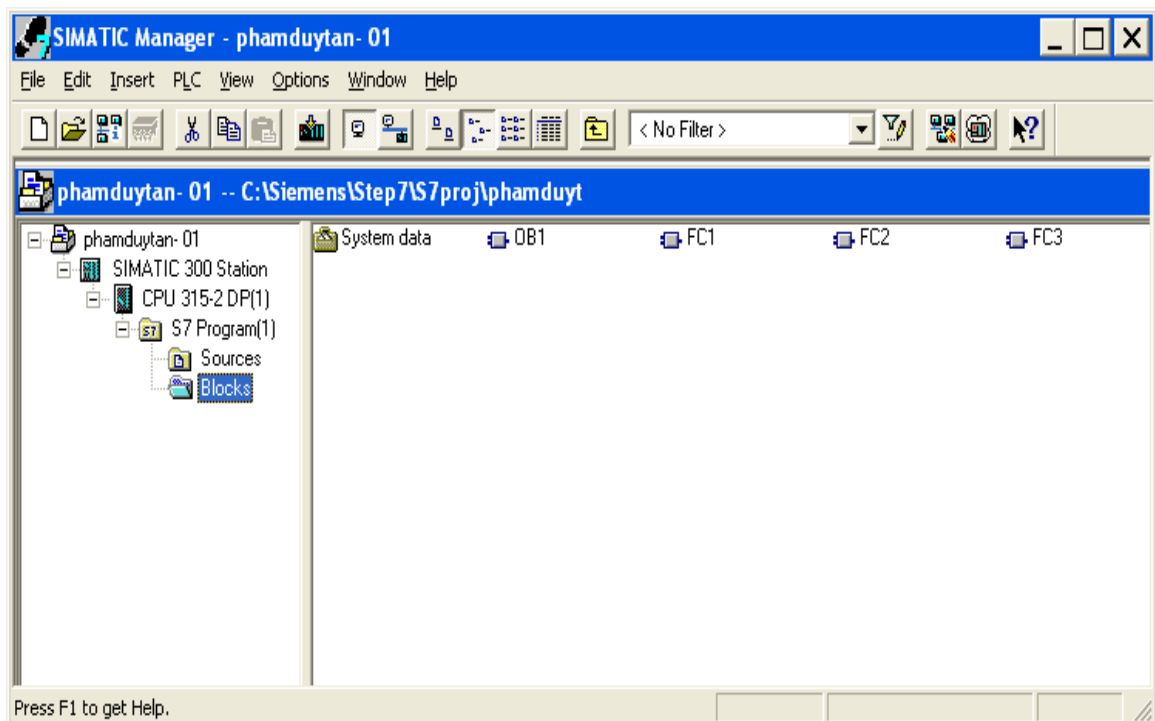 SIMATIC Manager - phamduytan- 01
File Edit Insert PLC View Options Window Help
< No Filter >
phamduytan- 01 -- C:\Siemens\Step7\S7proj\phamduyt
phamduytan- 01
SIMATIC 300 Station
CPU 315-2 DP(1)
S7 Program(1)
Sources
Blocks
System data OB1 FC1 FC2 FC3
Press F1 to get Help.